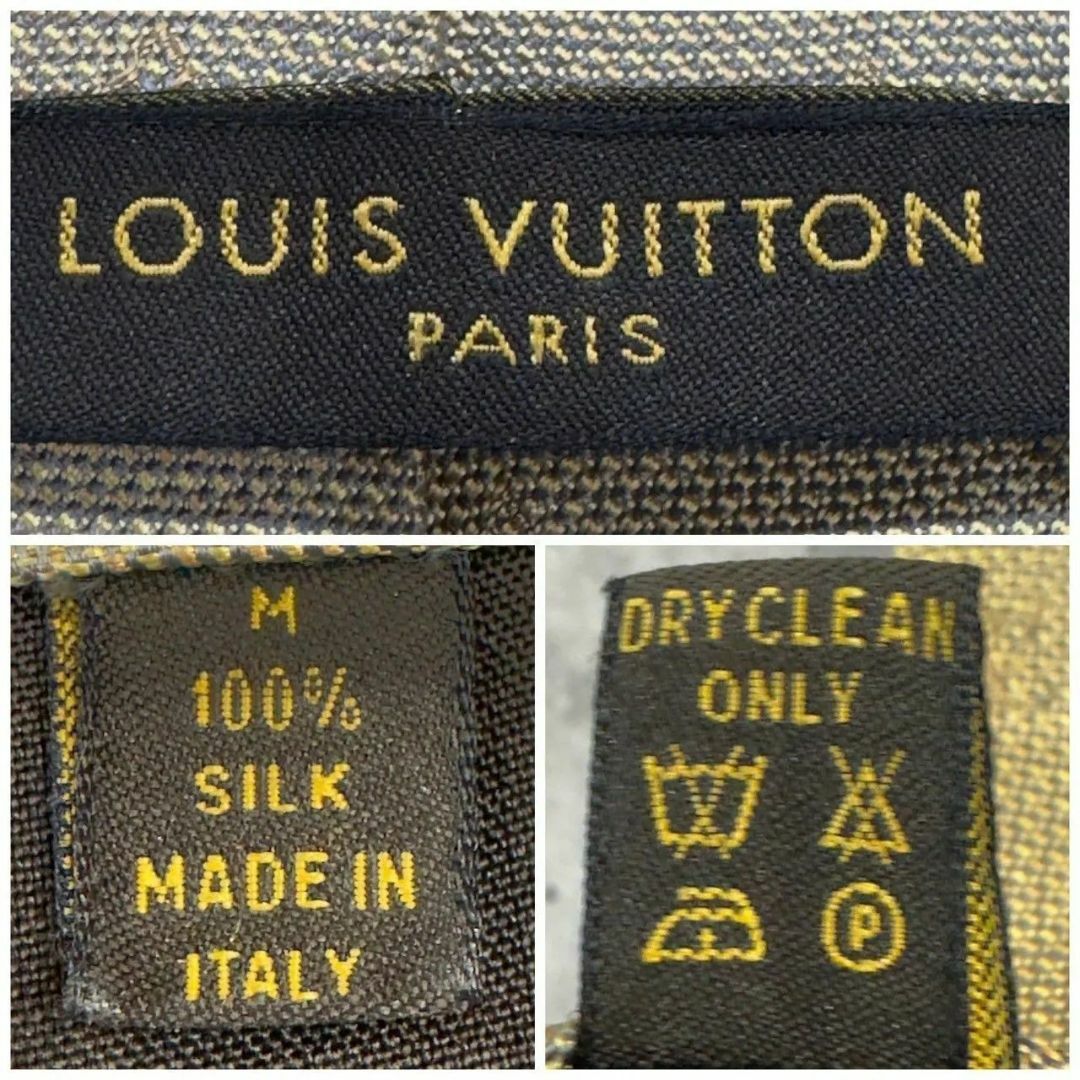 LOUIS VUITTON
PARIS
M
100%
SILK
MADE IN
ITALY
DRYCLEAN
ONLY
P